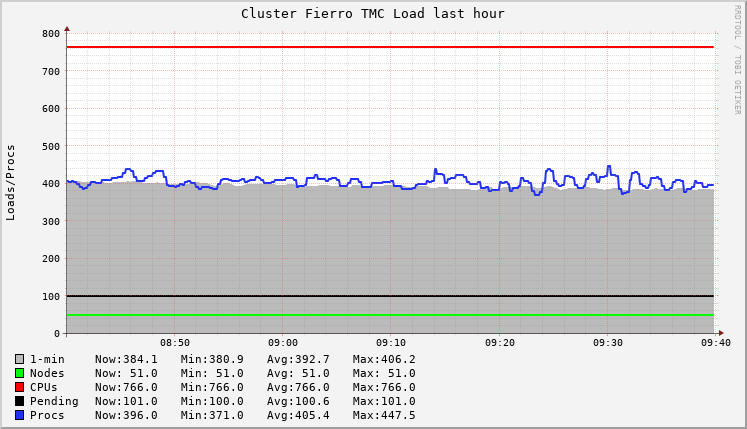 Cluster Fierro TMC Load last hour
RRDTOOL / TOBI OETIKER
Loads/Procs
800
700
600
500
400
300
200
100
0
08:50 09:00 09:10 09:20 09:30 09:40
1-min Now:384.1 Min:380.9 Avg:392.7 Max:406.2
Nodes Now: 51.0 Min: 51.0 Avg: 51.0 Max: 51.0
CPUs Now:766.0 Min:766.0 Avg:766.0 Max:766.0
Pending Now:101.0 Min:100.0 Avg:100.6 Max:101.0
Procs Now:396.0 Min:371.0 Avg:405.4 Max:447.5